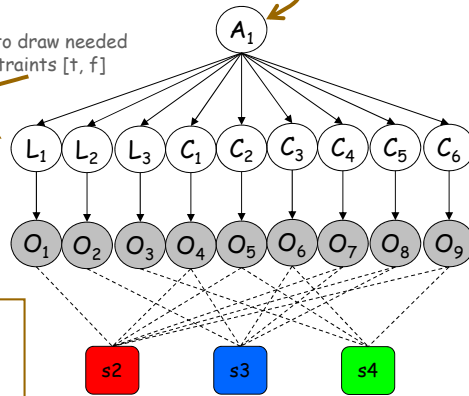 A1
to draw needed
traints [t, f]
L1 L2 L3 C1 C2 C3 C4 C5 C6
O1 O2 O3 O4 O5 O6 O7 O8 O9
s2 s3 s4